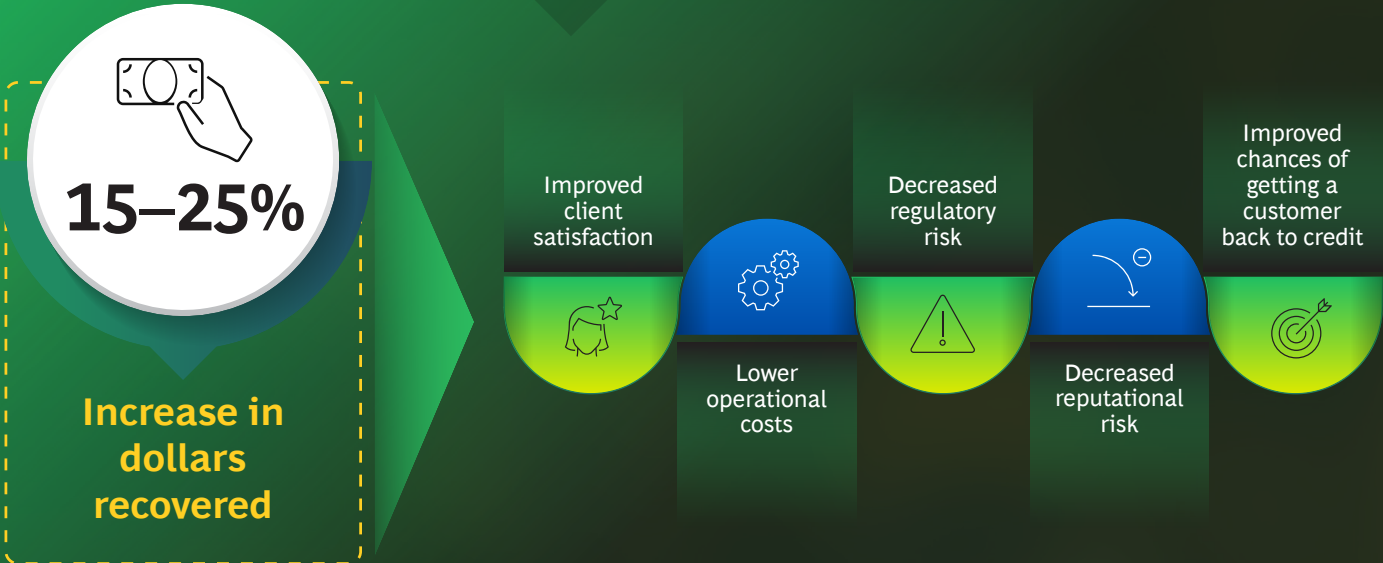 15–25%
Increase in
dollars
recovered
Improved
client
satisfaction
Lower
operational
costs
Decreased
regulatory
risk
Decreased
reputational
risk
Improved
chances of
getting a
customer
back to credit